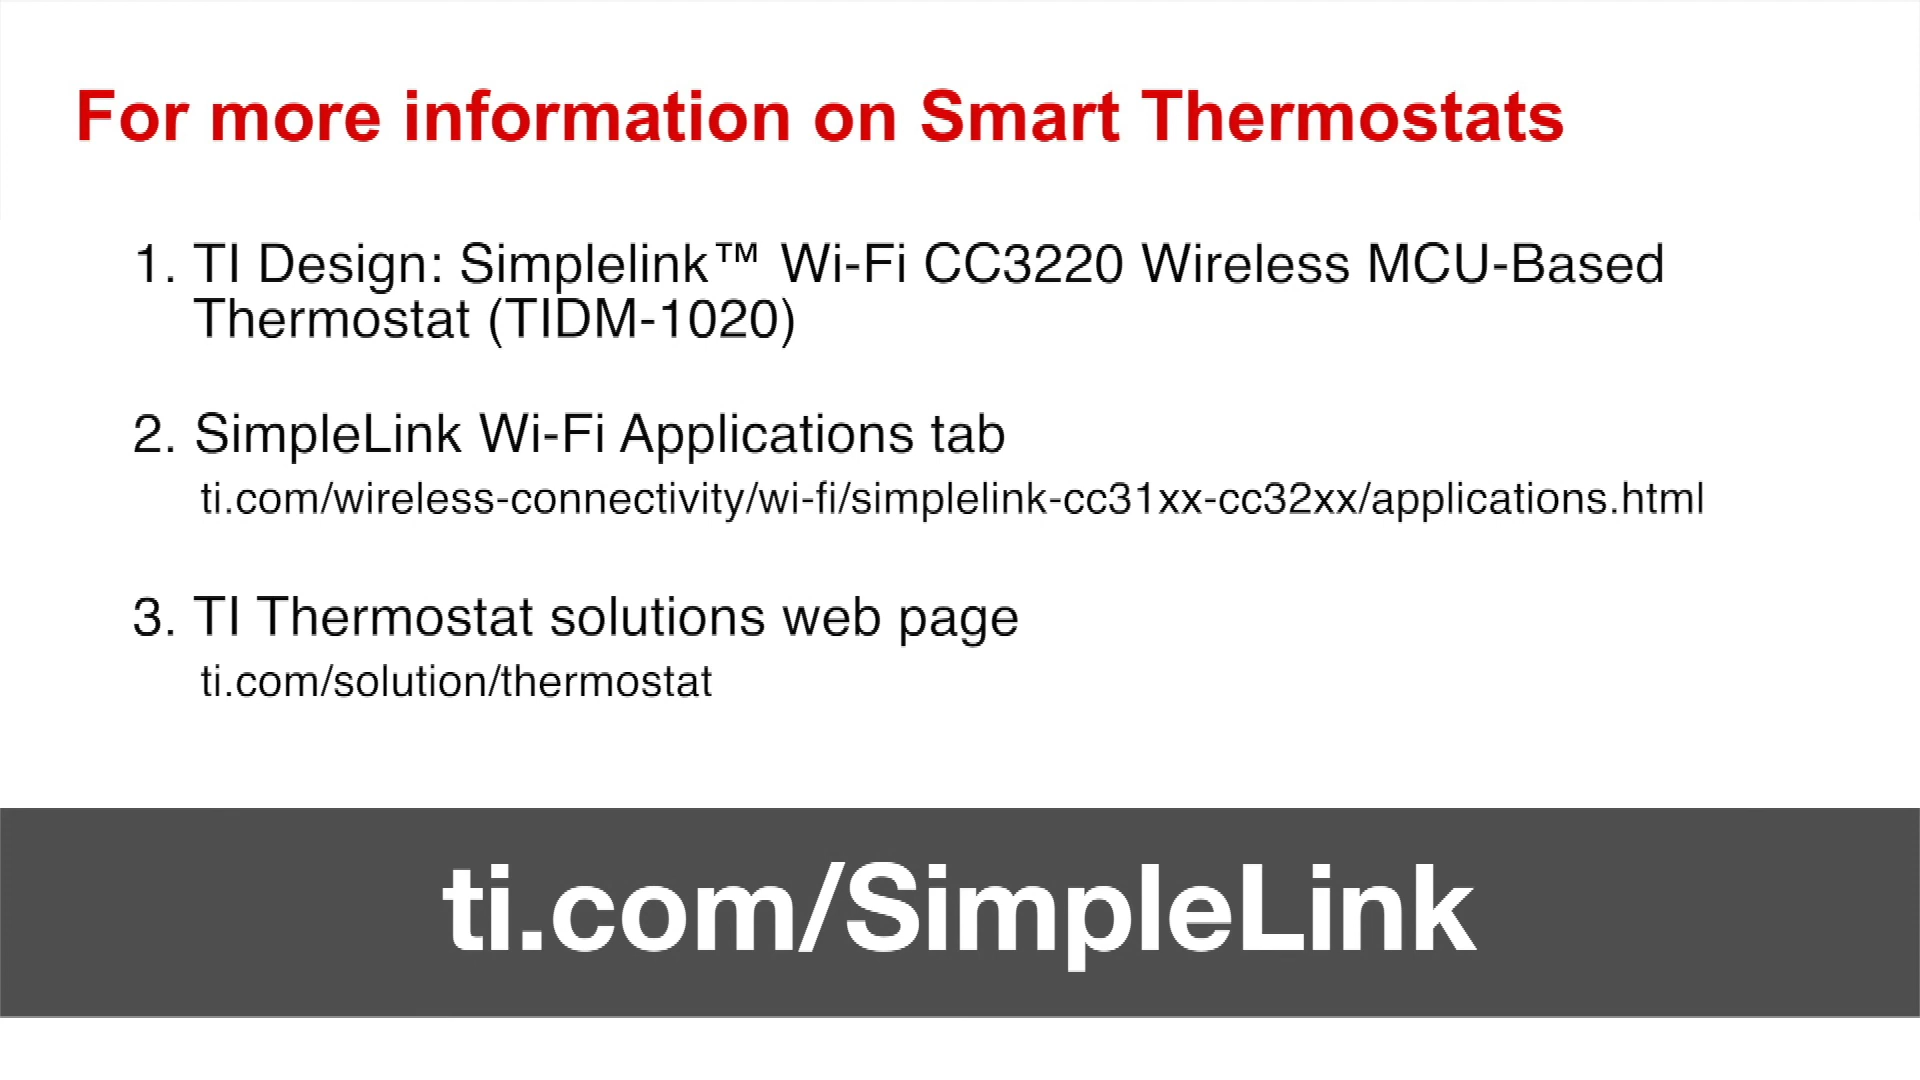 For more information on Smart Thermostats
1. TI Design: Simplelink™ Wi-Fi CC3220 Wireless MCU-Based
Thermostat (TIDM-1020)
2. SimpleLink Wi-Fi Applications tab
ti.com/wireless-connectivity/wi-fi/simplelink-cc31xx-cc32xx/applications.html
3. TI Thermostat solutions web page
ti.com/solution/thermostat
ti.com/SimpleLink